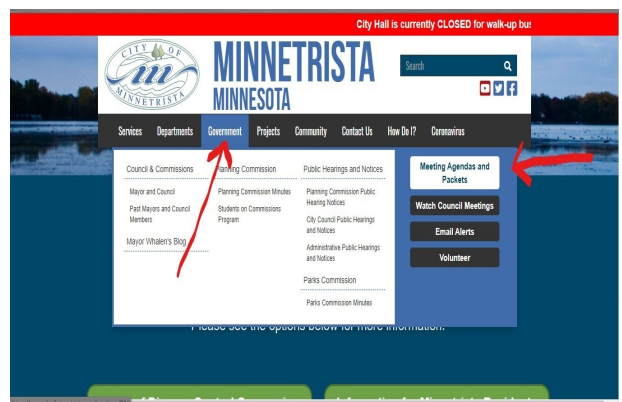 City Hall is currently CLOSED for walk-up bus
CITY OF
MINNETRISTA
m
MINNETRISTA
MINNESOTA
Search
Services Departments Government Projects Community Contact Us How Do I? Coronavirus
Council & Commissions
Mayor and Council
Past Mayors and Council
Members
Mayor Whalen's Blog
Planning Commission
Planning Commission Minutes
Students on Commissions
Program
Public Hearings and Notices
Planning Commission Public
Hearing Notices
City Council Public Hearings
and Notices
Administrative Public Hearings
and Notices
Parks Commission
Parks Commission Minutes
Meeting Agendas and
Packets
Watch Council Meetings
Email Alerts
Volunteer
Please see the options below for more information.